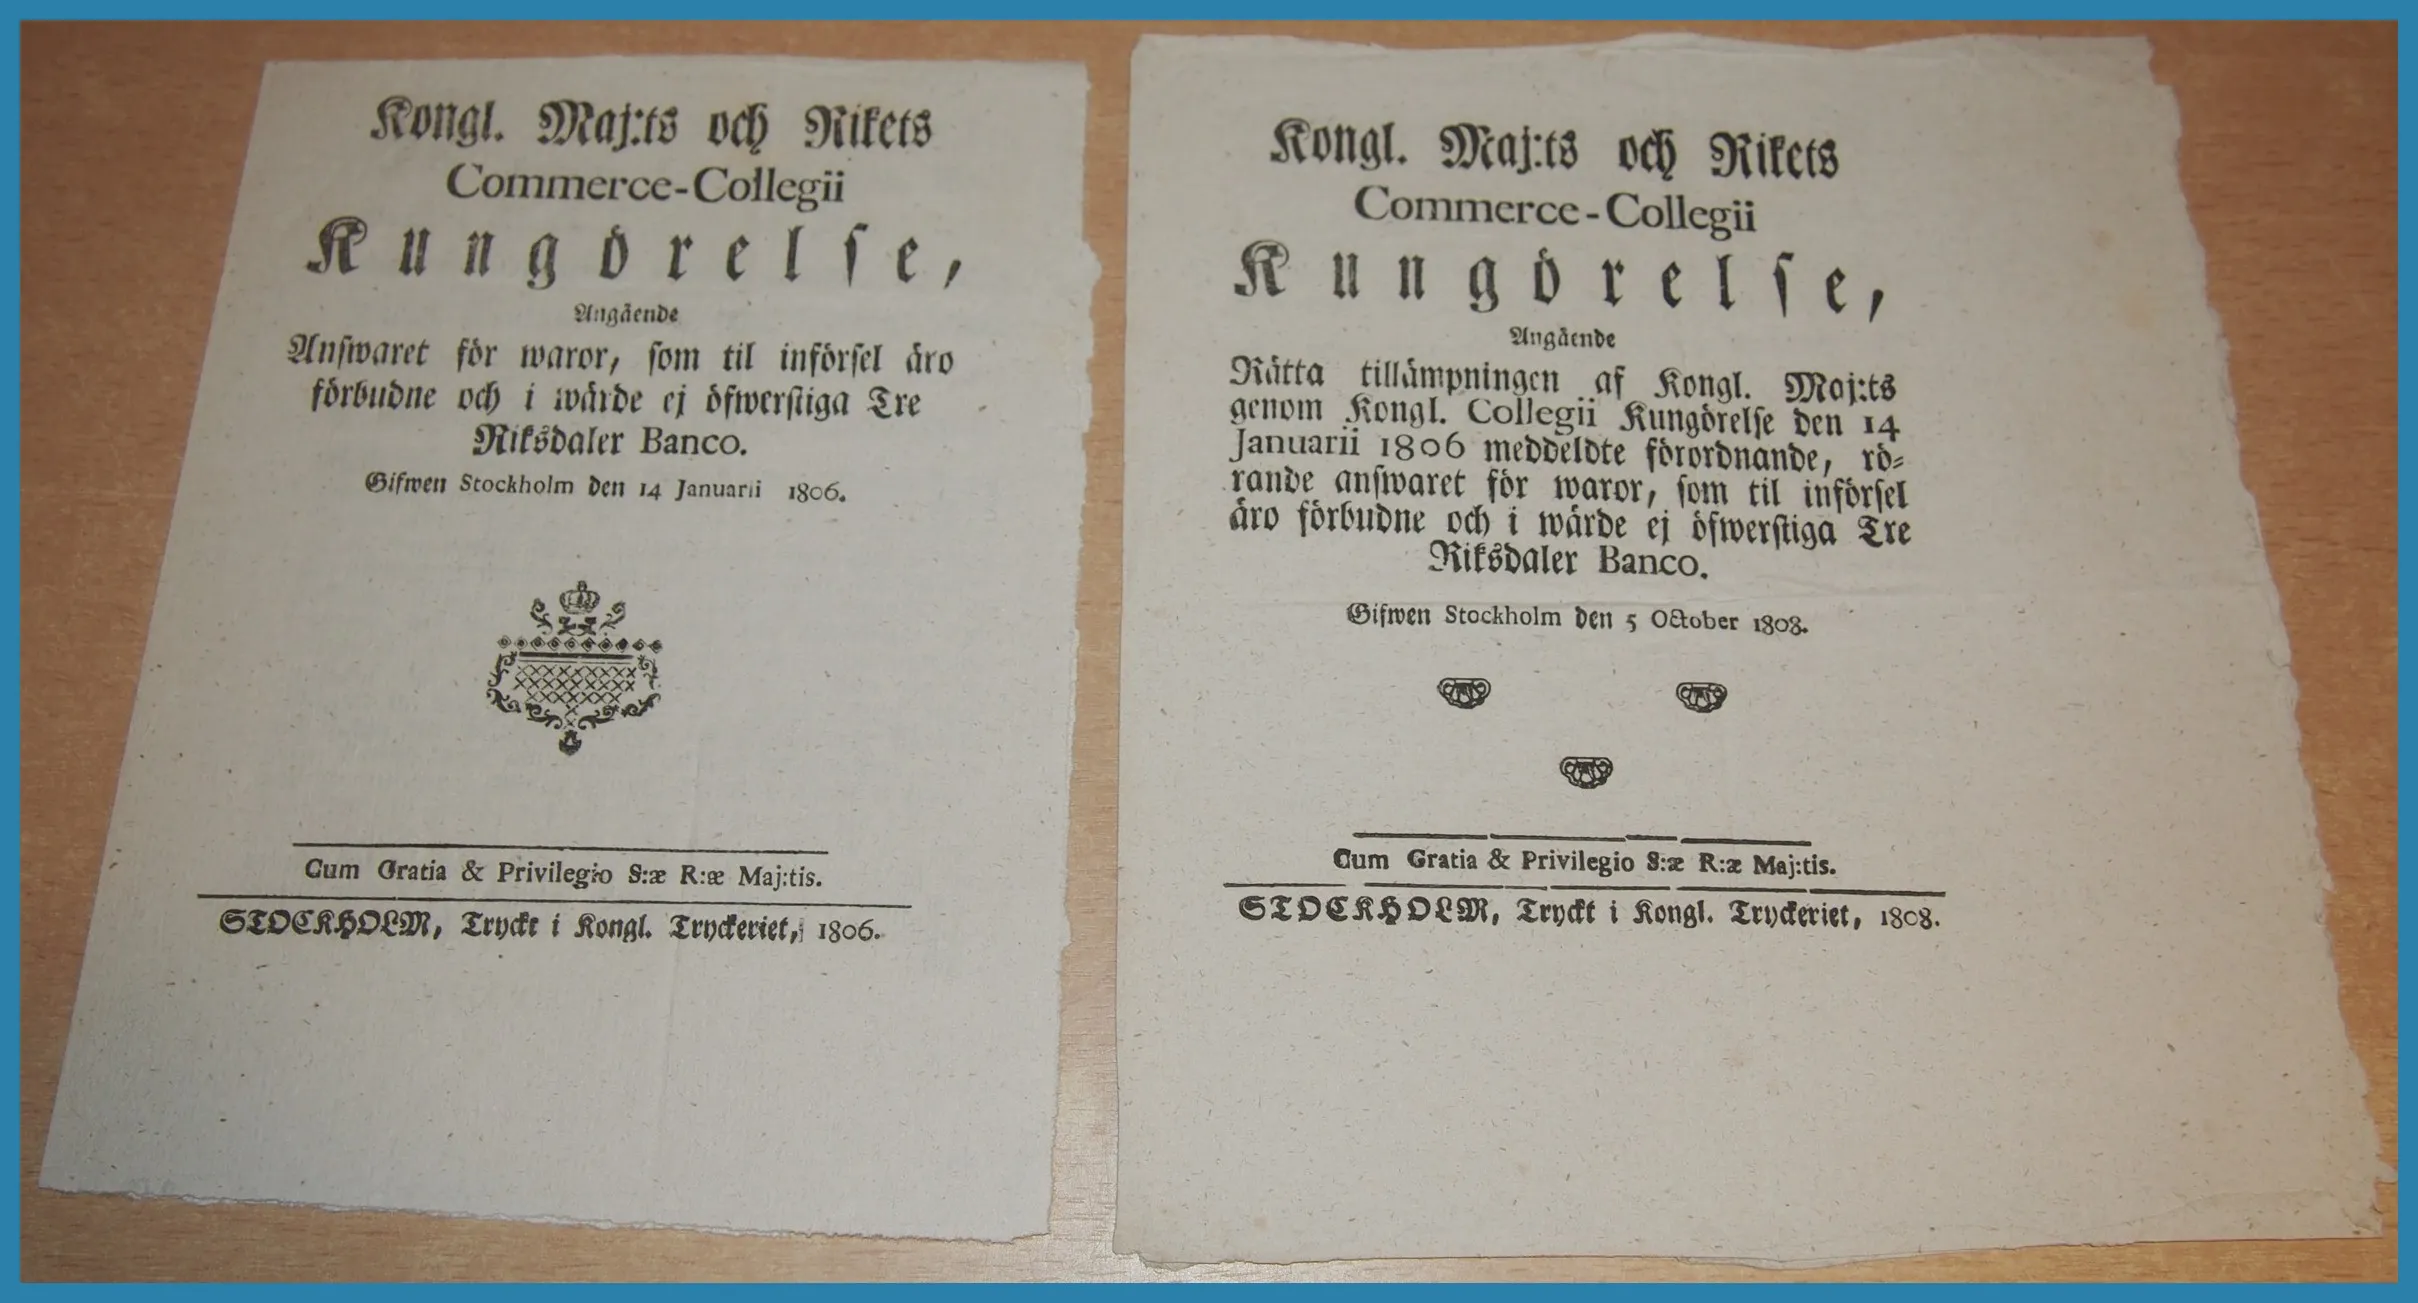 Kongl. Maj:ts och Rikets
Commerce-Collegii
Kungörelse,
Angående
Answaret för waror, som til införsel äro
förbudne och i wärde ej öfwerstiga Tre
Riksdaler Banco.
Gifwen Stockholm den 14 Januarii 1806.
Cum Gratia & Privilegio S:æ R:æ Maj:tis.
STOCKHOLM, Tryckt i Kongl. Tryckeriet, 1806.
Kongl. Maj:ts och Rikets
Commerce-Collegii
Kungörelse,
Angående
Rätta tillämpningen af Kongl. Maj:ts
genom Kongl. Collegii Kungörelse den 14
Januarii 1806 meddeldte förordnande, rö-
rande answaret för waror, som til införsel
äro förbudne och i wärde ej öfwerstiga Tre
Riksdaler Banco.
Gifwen Stockholm den 5 October 1808.
Cum Gratia & Privilegio S:æ R:æ Maj:tis.
STOCKHOLM, Tryckt i Kongl. Tryckeriet, 1808.